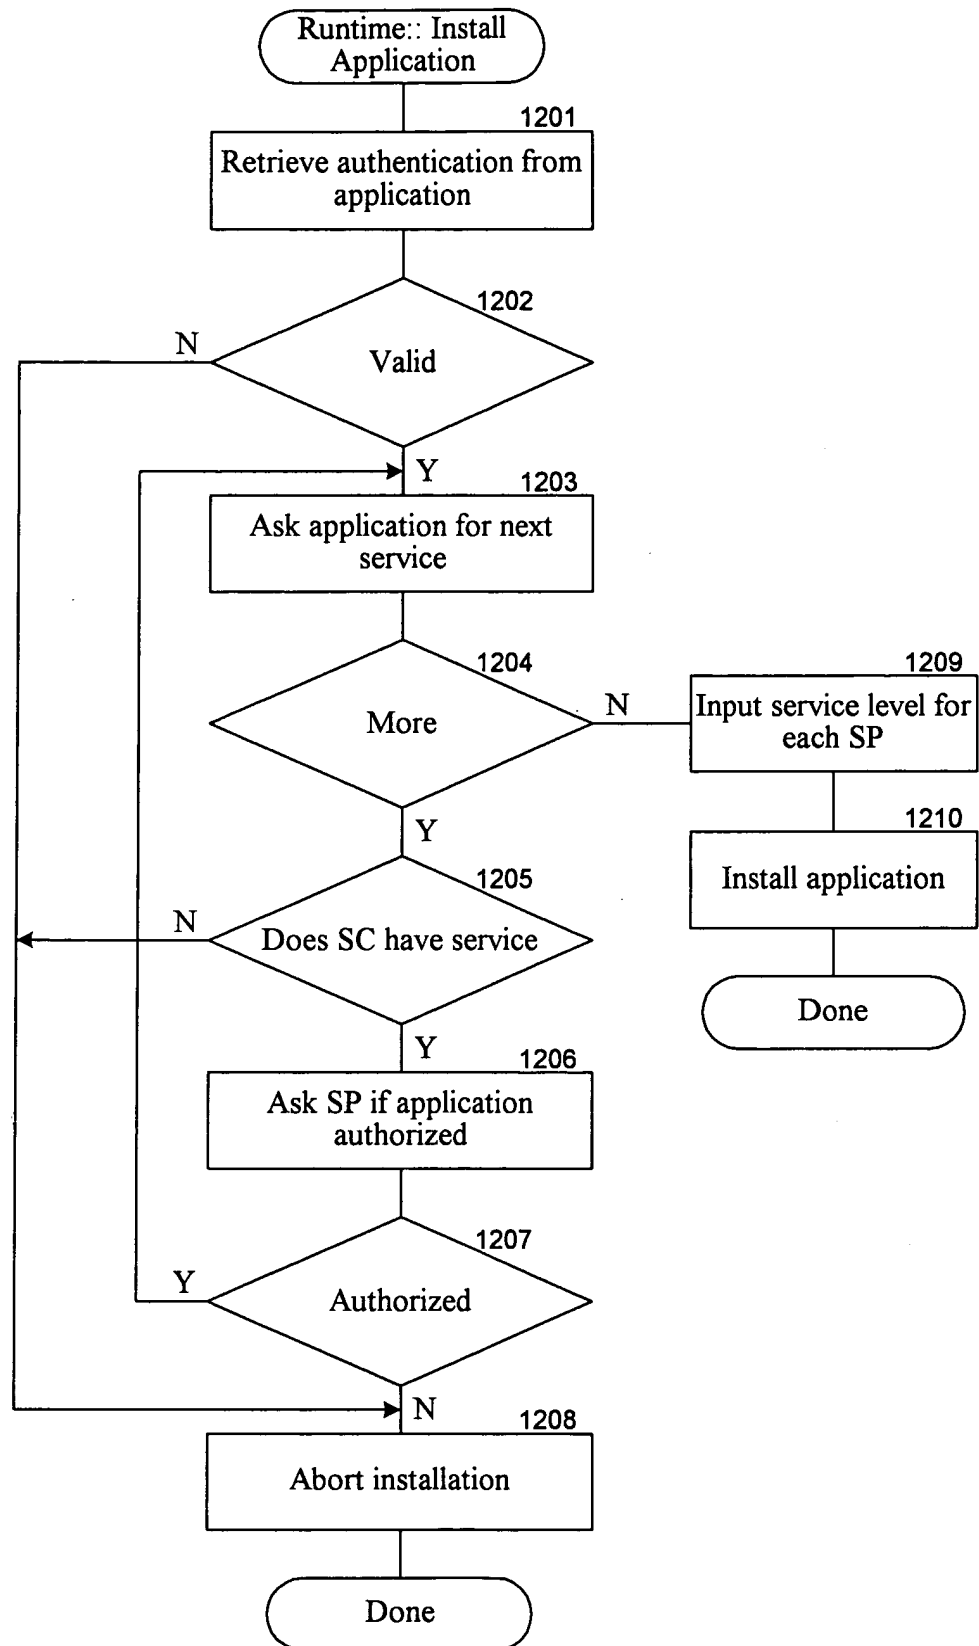 Runtime:: Install
Application
1201
Retrieve authentication from
application
1202
N
Valid
Y
1203
Ask application for next
service
1204
N
More
1209
Input service level for
each SP
Y
1210
Install application
1205
N
Does SC have service
Done
Y
1206
Ask SP if application
authorized
1207
Y
Authorized
N
1208
Abort installation
Done